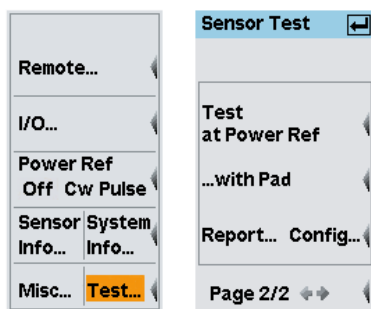 Remote...
I/O...
Power Ref
Off Cw Pulse
Sensor System
Info... Info...
Misc... Test...
Sensor Test
Test
at Power Ref
...with Pad
Report... Config...
Page 2/2